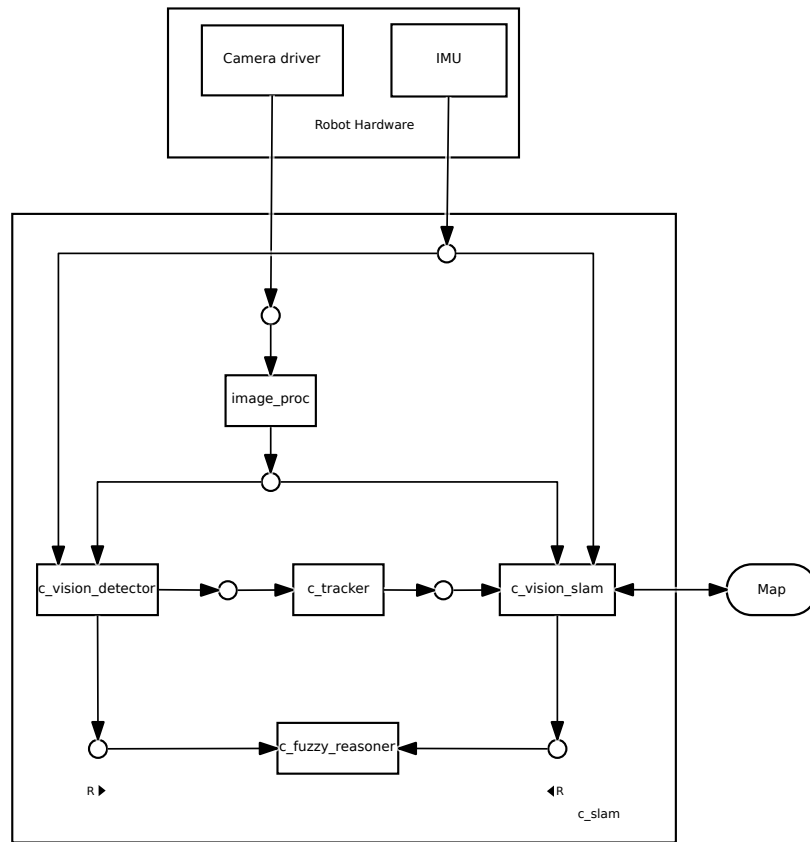 Camera driver
IMU
Robot Hardware
image_proc
c_vision_detector
c_tracker
c_vision_slam
Map
c_fuzzy_reasoner
R
R
c_slam